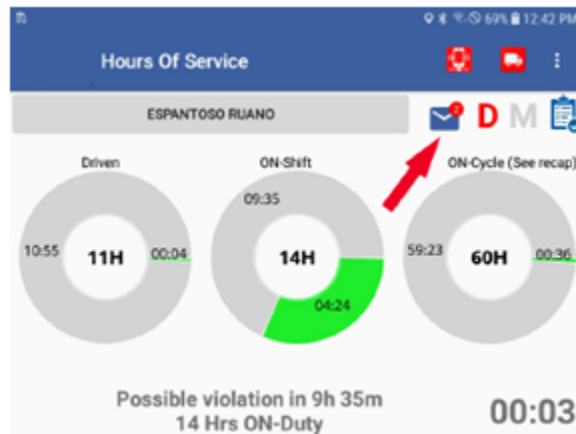 69% 12:42 PM
Hours Of Service
ESPANTOSO RUANO
2
D M
Driven
ON-Shift
ON-Cycle (See recap)
10:55
11H
00:04
09:35
14H
04:24
59:23
60H
00:36
Possible violation in 9h 35m
14 Hrs ON-Duty
00:03